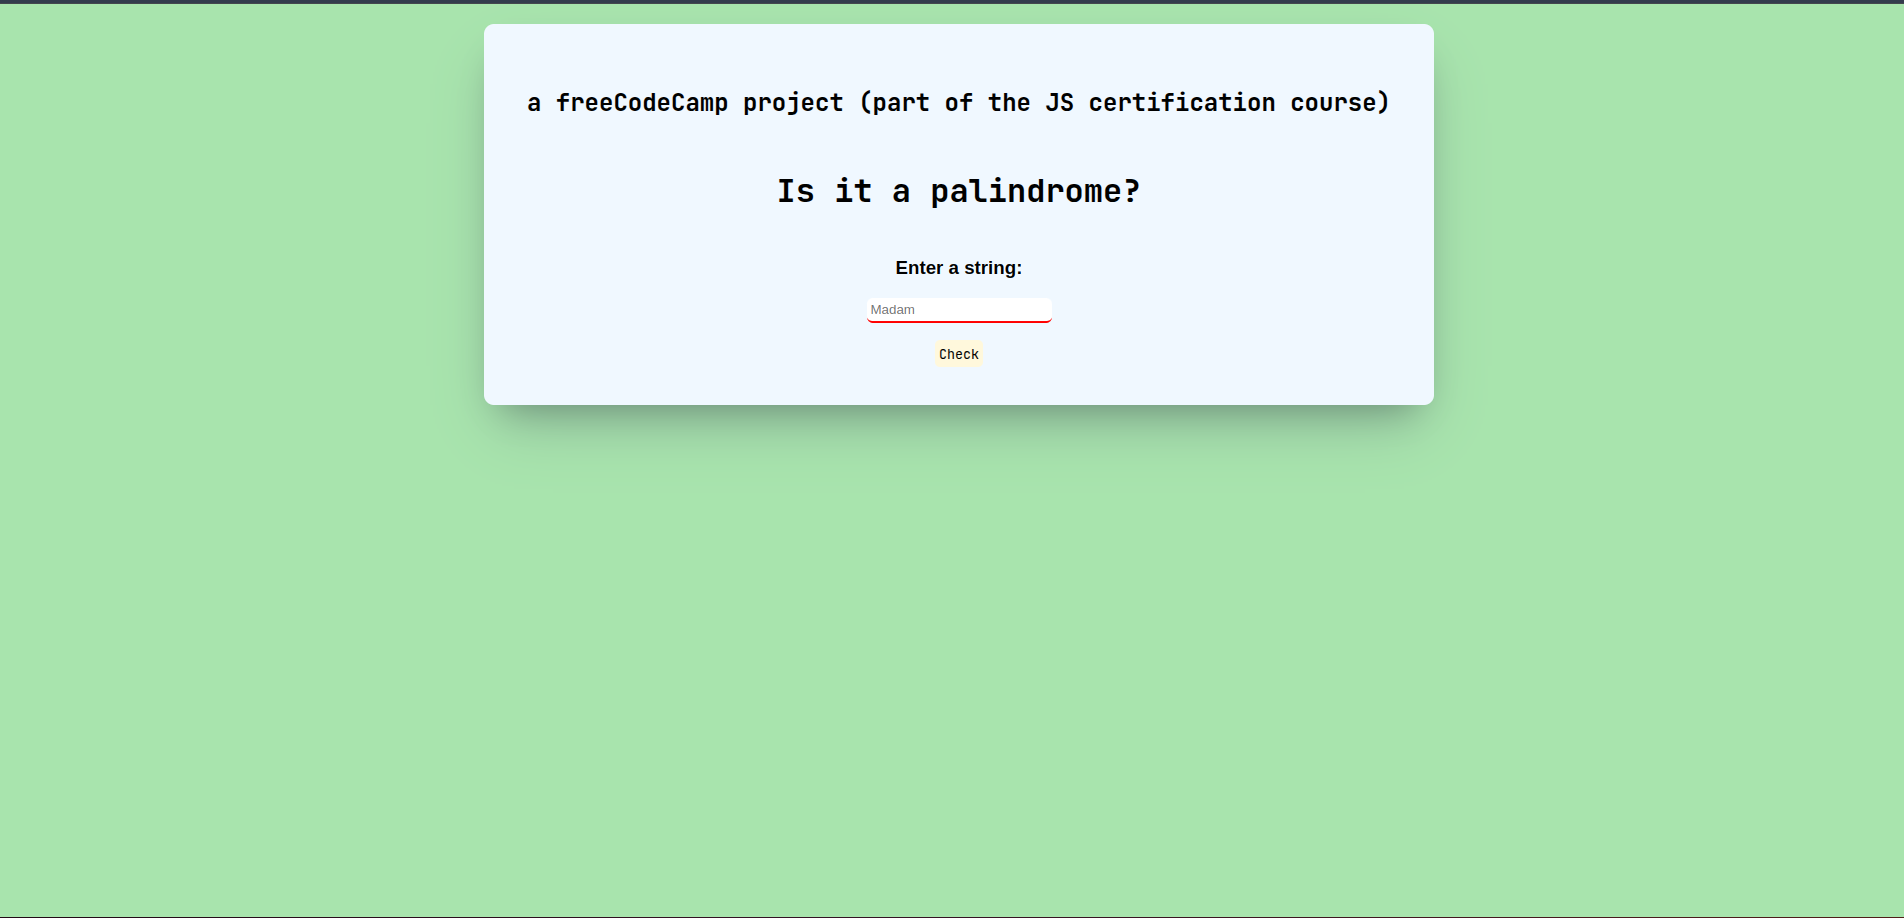 a freeCodeCamp project (part of the JS certification course)
Is it a palindrome?
Enter a string:
Madam
Check